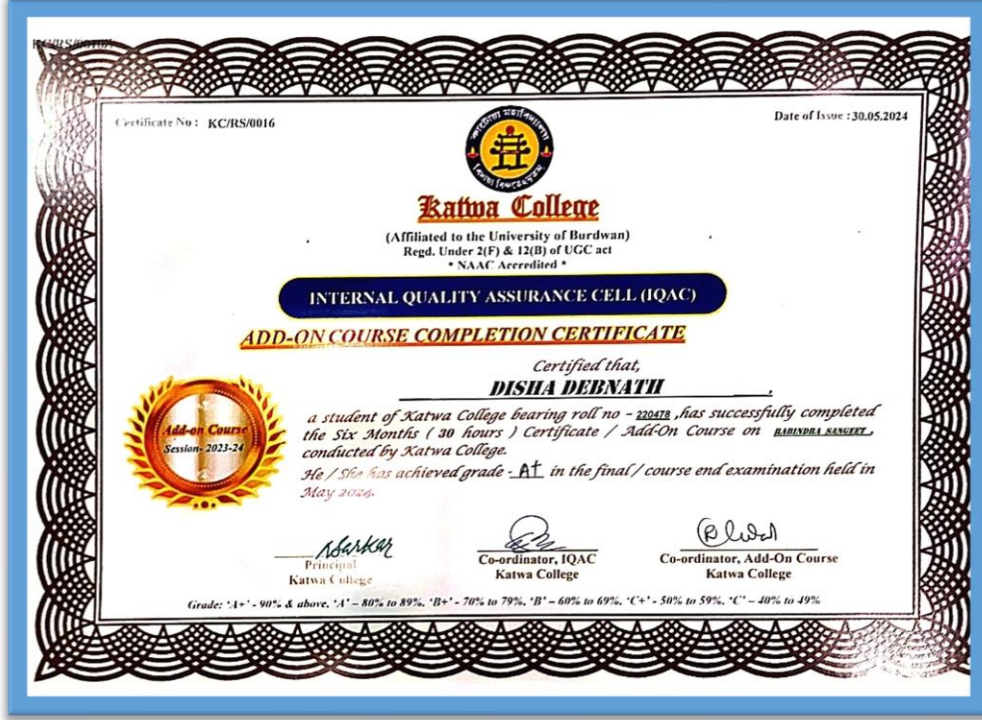 Certificate No : KC/RS/0016
Date of Issue : 30.05.2024
Katwa College
(Affiliated to the University of Burdwan)
Regd. Under 2(F) & 12(B) of UGC act
* NAAC Accredited *
INTERNAL QUALITY ASSURANCE CELL (IQAC)
ADD-ON COURSE COMPLETION CERTIFICATE
Certified that,
DISHA DEBNATH .
Add-on Course
Session- 2023-24
a student of Katwa College bearing roll no - 220478 ,has successfully completed
the Six Months ( 30 hours ) Certificate / Add-On Course on RABINDRA SANGEET ,
conducted by Katwa College.
He / She has achieved grade - A+ in the final / course end examination held in
May 2024.
Principal
Katwa College
Co-ordinator, IQAC
Katwa College
Co-ordinator, Add-On Course
Katwa College
Grade: 'A+' - 90% & above, 'A' – 80% to 89%, 'B+' - 70% to 79%, 'B' – 60% to 69%, 'C+' - 50% to 59%, 'C' – 40% to 49%